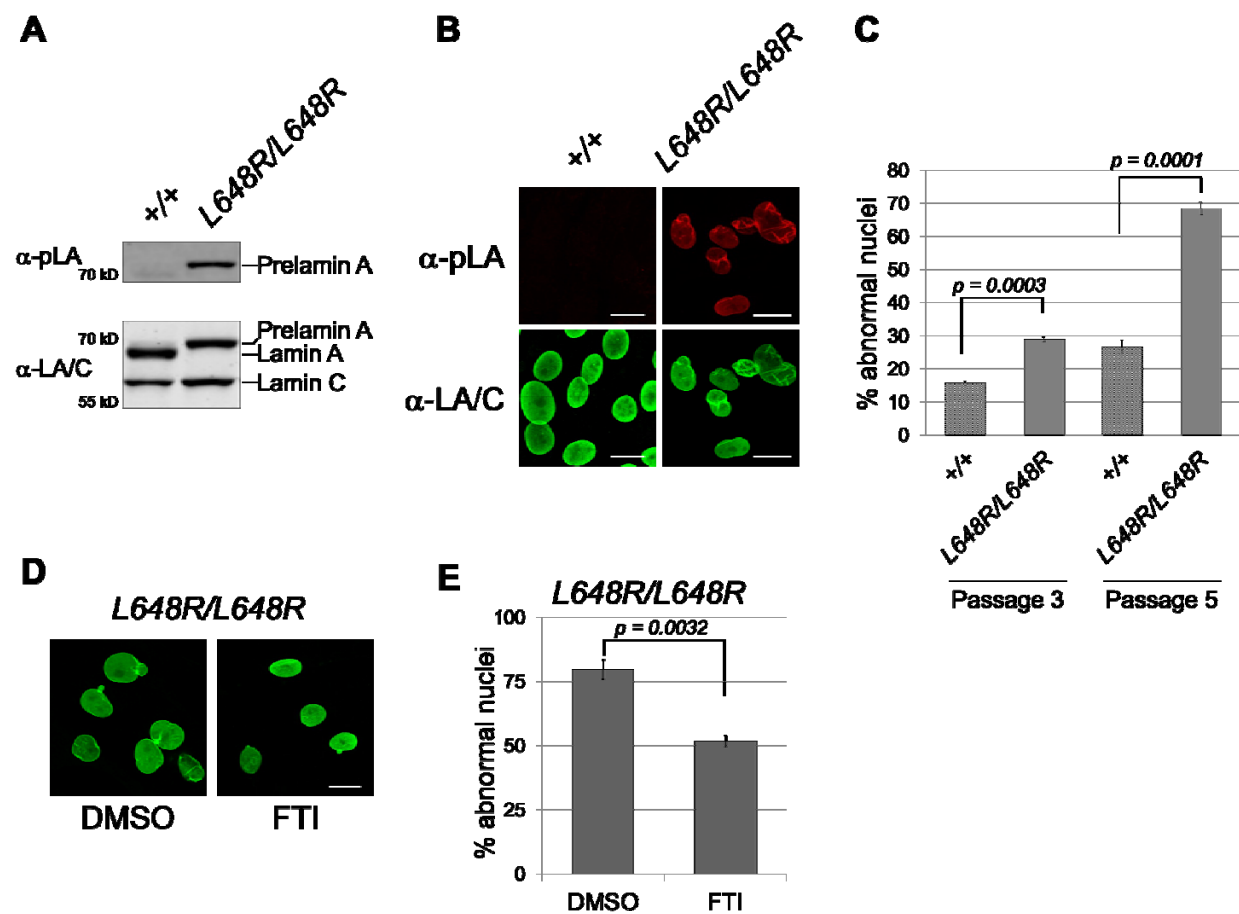 A
+/+
L648R/L648R
α-pLA
70 kD
Prelamin A
70 kD
Prelamin A
Lamin A
α-LA/C
Lamin C
55 kD
B
+/+
L648R/L648R
α-pLA
α-LA/C
C
p = 0.0001
p = 0.0003
% abnormal nuclei
80
70
60
50
40
30
20
10
0
+/+
L648R/L648R
+/+
L648R/L648R
Passage 3
Passage 5
D
L648R/L648R
DMSO
FTI
E
L648R/L648R
p = 0.0032
% abnormal nuclei
100
75
50
25
0
DMSO
FTI